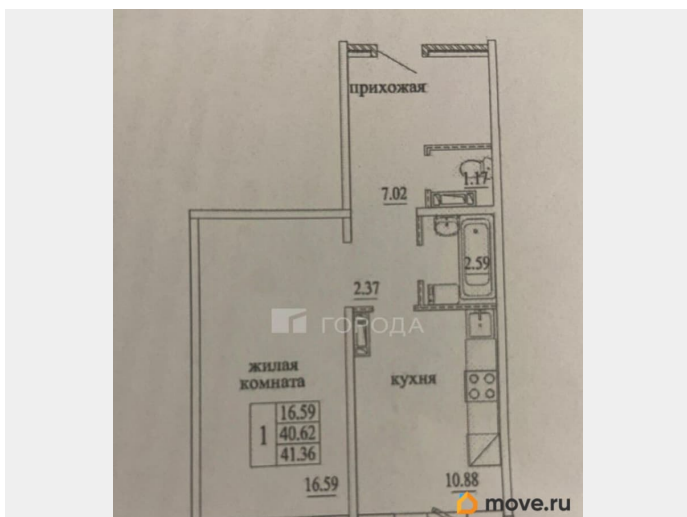 прихожая
1.17
7.02
2.59
2.37
ГОРОДА
жилая
комната
кухня
1
16.59
40.62
41.36
16.59
10.88
move.ru